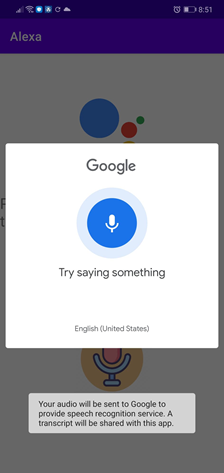 8:51
Alexa
Google
Try saying something
English (United States)
Your audio will be sent to Google to
provide speech recognition service. A
transcript will be shared with this app.